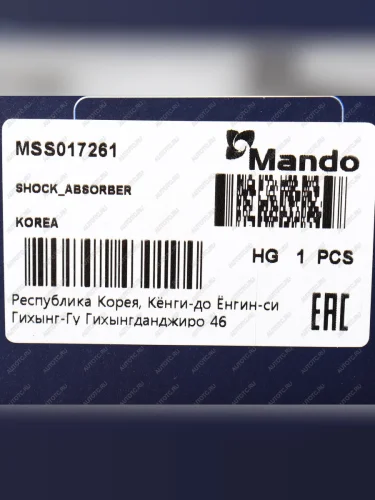 MSS017261
Mando
SHOCK_ABSORBER
KOREA
HG 1 PCS
Республика Корея, Кёнги-до Ёнгин-си
Гихынг-Гу Гихынгданджиро 46
EAC